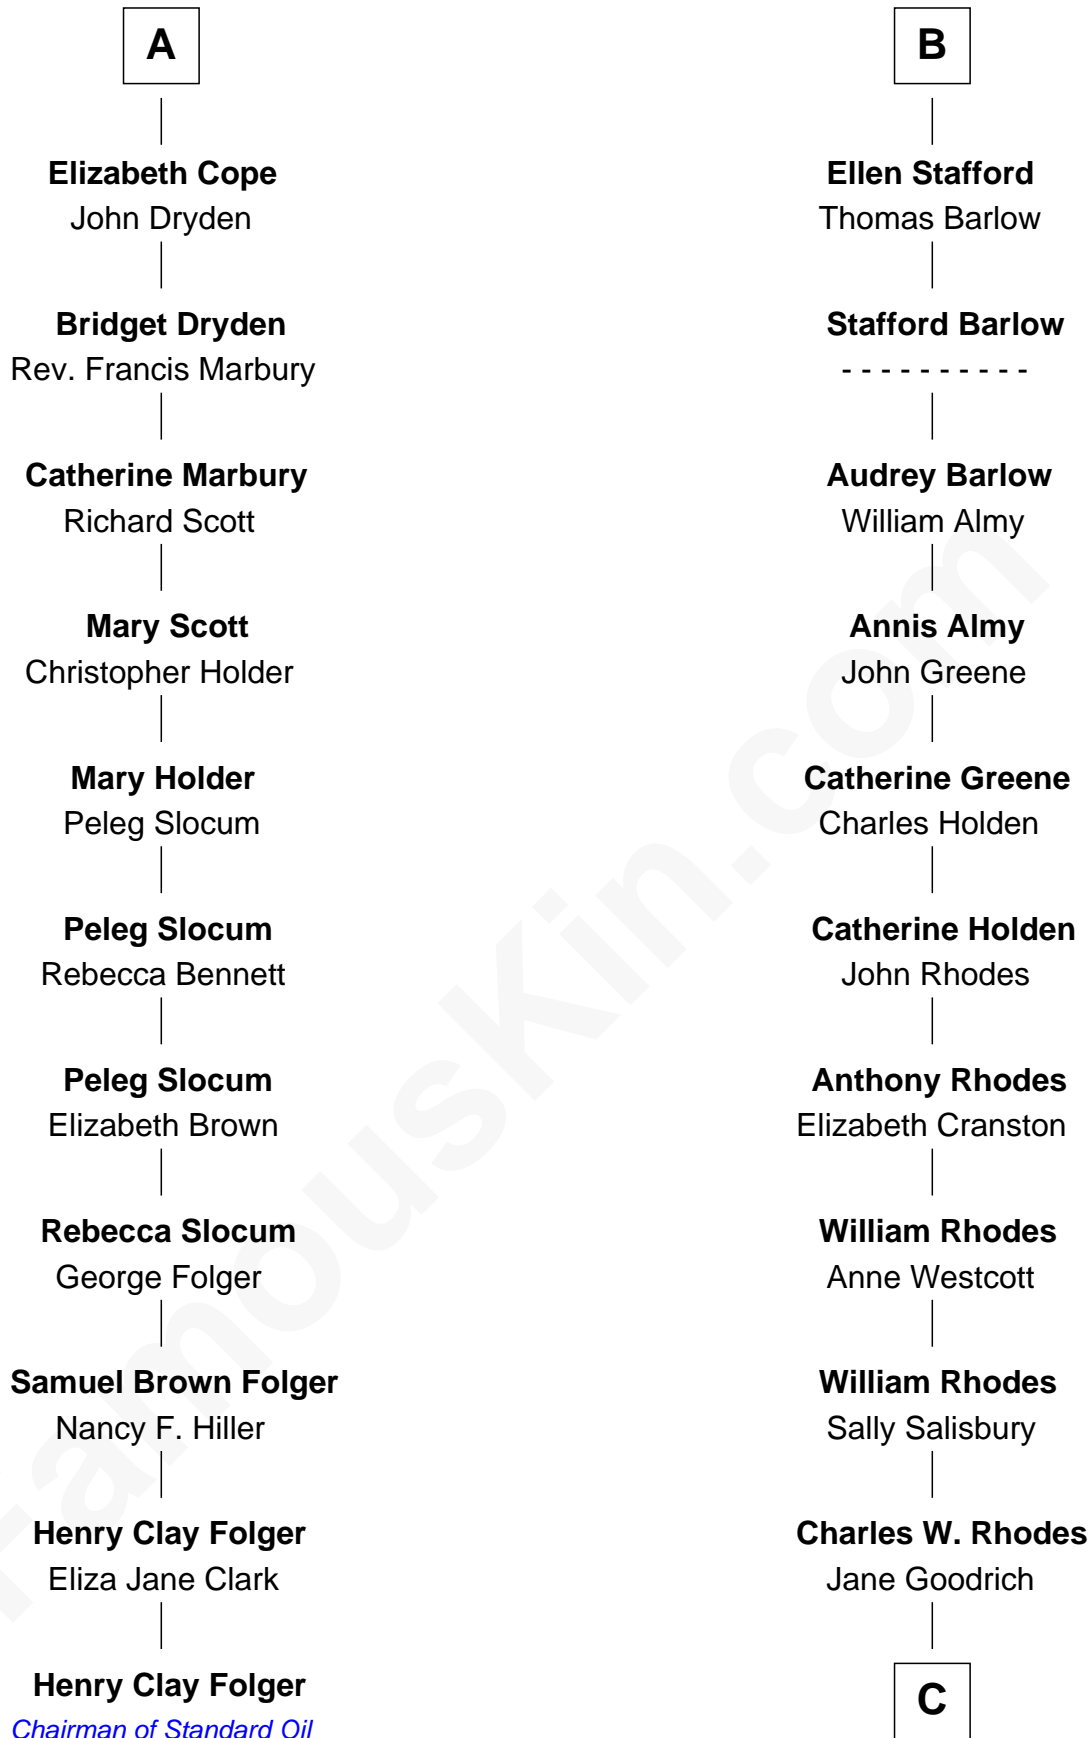 A
Elizabeth Cope
John Dryden
Bridget Dryden
Rev. Francis Marbury
Catherine Marbury
Richard Scott
Mary Scott
Christopher Holder
Mary Holder
Peleg Slocum
Peleg Slocum
Rebecca Bennett
Peleg Slocum
Elizabeth Brown
Rebecca Slocum
George Folger
Samuel Brown Folger
Nancy F. Hiller
Henry Clay Folger
Eliza Jane Clark
Henry Clay Folger
Chairman of Standard Oil
B
Ellen Stafford
Thomas Barlow
Stafford Barlow
- - - - - - - - - -
Audrey Barlow
William Almy
Annis Almy
John Greene
Catherine Greene
Charles Holden
Catherine Holden
John Rhodes
Anthony Rhodes
Elizabeth Cranston
William Rhodes
Anne Westcott
William Rhodes
Sally Salisbury
Charles W. Rhodes
Jane Goodrich
C
FamousKin.com